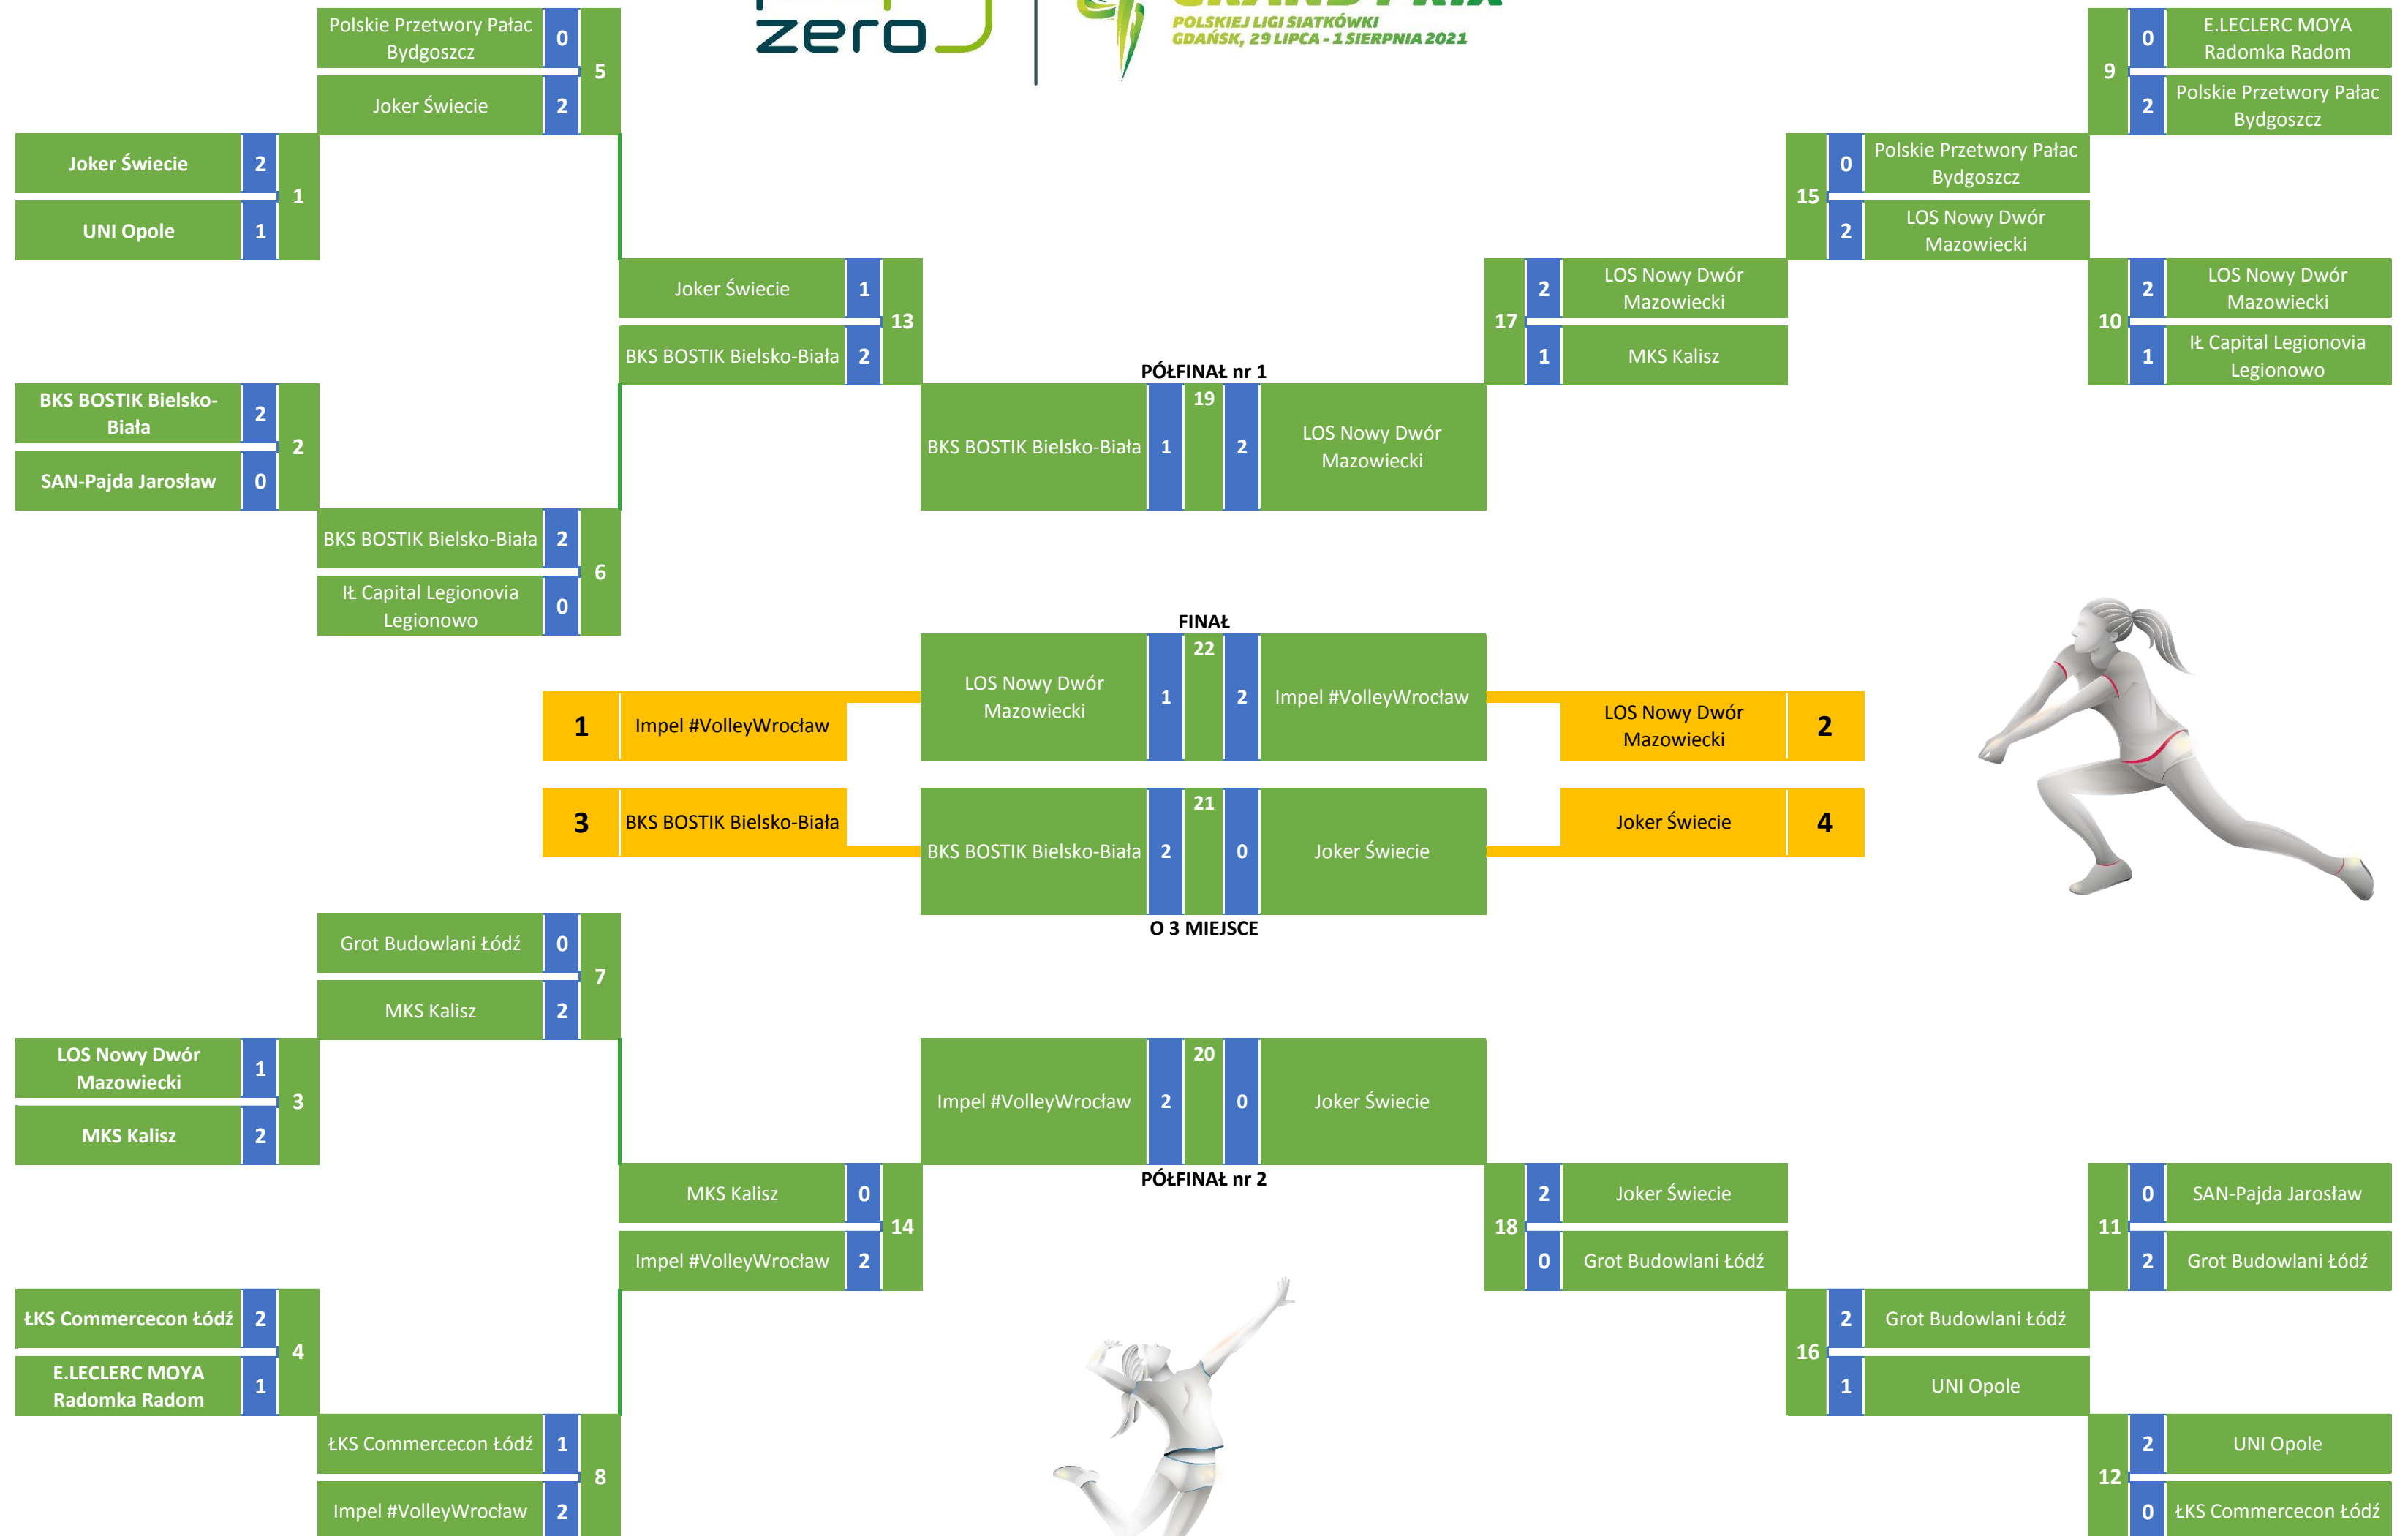 zero
GRAND PRIX
POLSKIEJ LIGI SIATKÓWKI
GDAŃSK, 29 LIPCA - 1 SIERPNIA 2021
Polskie Przetwory Pałac
Bydgoszcz
0
5
Joker Świecie
2
Joker Świecie
2
1
UNI Opole
1
Joker Świecie
1
13
BKS BOSTIK Bielsko-Biała
2
BKS BOSTIK Bielsko-
Biała
2
2
SAN-Pajda Jarosław
0
BKS BOSTIK Bielsko-Biała
2
6
IŁ Capital Legionovia
Legionowo
0
9
0
E.LECLERC MOYA
Radomka Radom
2
Polskie Przetwory Pałac
Bydgoszcz
15
0
Polskie Przetwory Pałac
Bydgoszcz
2
LOS Nowy Dwór
Mazowiecki
17
2
LOS Nowy Dwór
Mazowiecki
1
MKS Kalisz
10
2
LOS Nowy Dwór
Mazowiecki
1
IŁ Capital Legionovia
Legionowo
PÓŁFINAŁ nr 1
19
BKS BOSTIK Bielsko-Biała
1
2
LOS Nowy Dwór
Mazowiecki
FINAŁ
22
LOS Nowy Dwór
Mazowiecki
1
2
Impel #VolleyWrocław
1
Impel #VolleyWrocław
LOS Nowy Dwór
Mazowiecki
2
3
BKS BOSTIK Bielsko-Biała
21
BKS BOSTIK Bielsko-Biała
2
0
Joker Świecie
Joker Świecie
4
O 3 MIEJSCE
Grot Budowlani Łódź
0
7
MKS Kalisz
2
LOS Nowy Dwór
Mazowiecki
1
3
MKS Kalisz
2
20
Impel #VolleyWrocław
2
0
Joker Świecie
PÓŁFINAŁ nr 2
MKS Kalisz
0
14
Impel #VolleyWrocław
2
ŁKS Commercecon Łódź
2
4
E.LECLERC MOYA
Radomka Radom
1
ŁKS Commercecon Łódź
1
8
Impel #VolleyWrocław
2
18
2
Joker Świecie
0
Grot Budowlani Łódź
11
0
SAN-Pajda Jarosław
2
Grot Budowlani Łódź
16
2
Grot Budowlani Łódź
1
UNI Opole
12
2
UNI Opole
0
ŁKS Commercecon Łódź